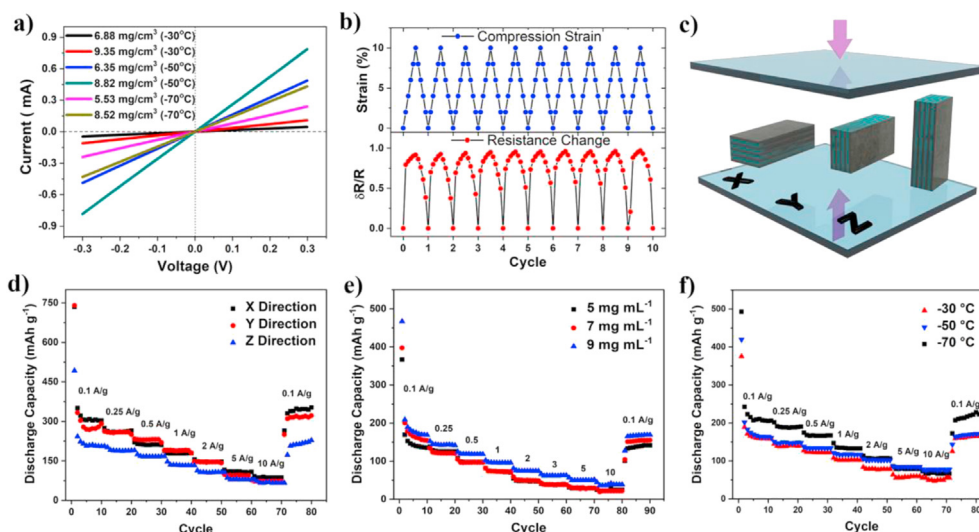 a)
0.9
0.6
0.3
0.0
-0.3
-0.6
-0.9
Current ( mA)
6.88 mg/cm³ (-30°C)
9.35 mg/cm³ (-30°C)
6.35 mg/cm³ (-50°C)
8.82 mg/cm³ (-50°C)
5.53 mg/cm³ (-70°C)
8.52 mg/cm³ (-70°C)
-0.3 -0.2 -0.1 0.0 0.1 0.2 0.3
Voltage (V)
b)
Compression Strain
10
5
0
Strain (%)
Resistance Change
1.0
0.5
0.0
δR/R
0 1 2 3 4 5 6 7 8 9 10
Cycle
c)
X
Y
Z
d)
750
600
450
300
150
0
Discharge Capacity (mAh g⁻¹)
X Direction
Y Direction
Z Direction
0.1 A/g
0.25 A/g
0.5 A/g
1 A/g
2 A/g
5 A/g
10 A/g
0.1 A/g
0 10 20 30 40 50 60 70 80
Cycle
e)
500
400
300
200
100
0
Discharge Capacity (mAh g⁻¹)
5 mg mL⁻¹
7 mg mL⁻¹
9 mg mL⁻¹
0.1 A/g
0.25
0.5
1
2
3
5
10
0.1 A/g
0 10 20 30 40 50 60 70 80 90
Cycle
f)
500
400
300
200
100
0
Discharge Capacity (mAh g⁻¹)
-30 °C
-50 °C
-70 °C
0.1 A/g
0.25 A/g
0.5 A/g
1 A/g
2 A/g
5 A/g
10 A/g
0.1 A/g
0 10 20 30 40 50 60 70 80
Cycle